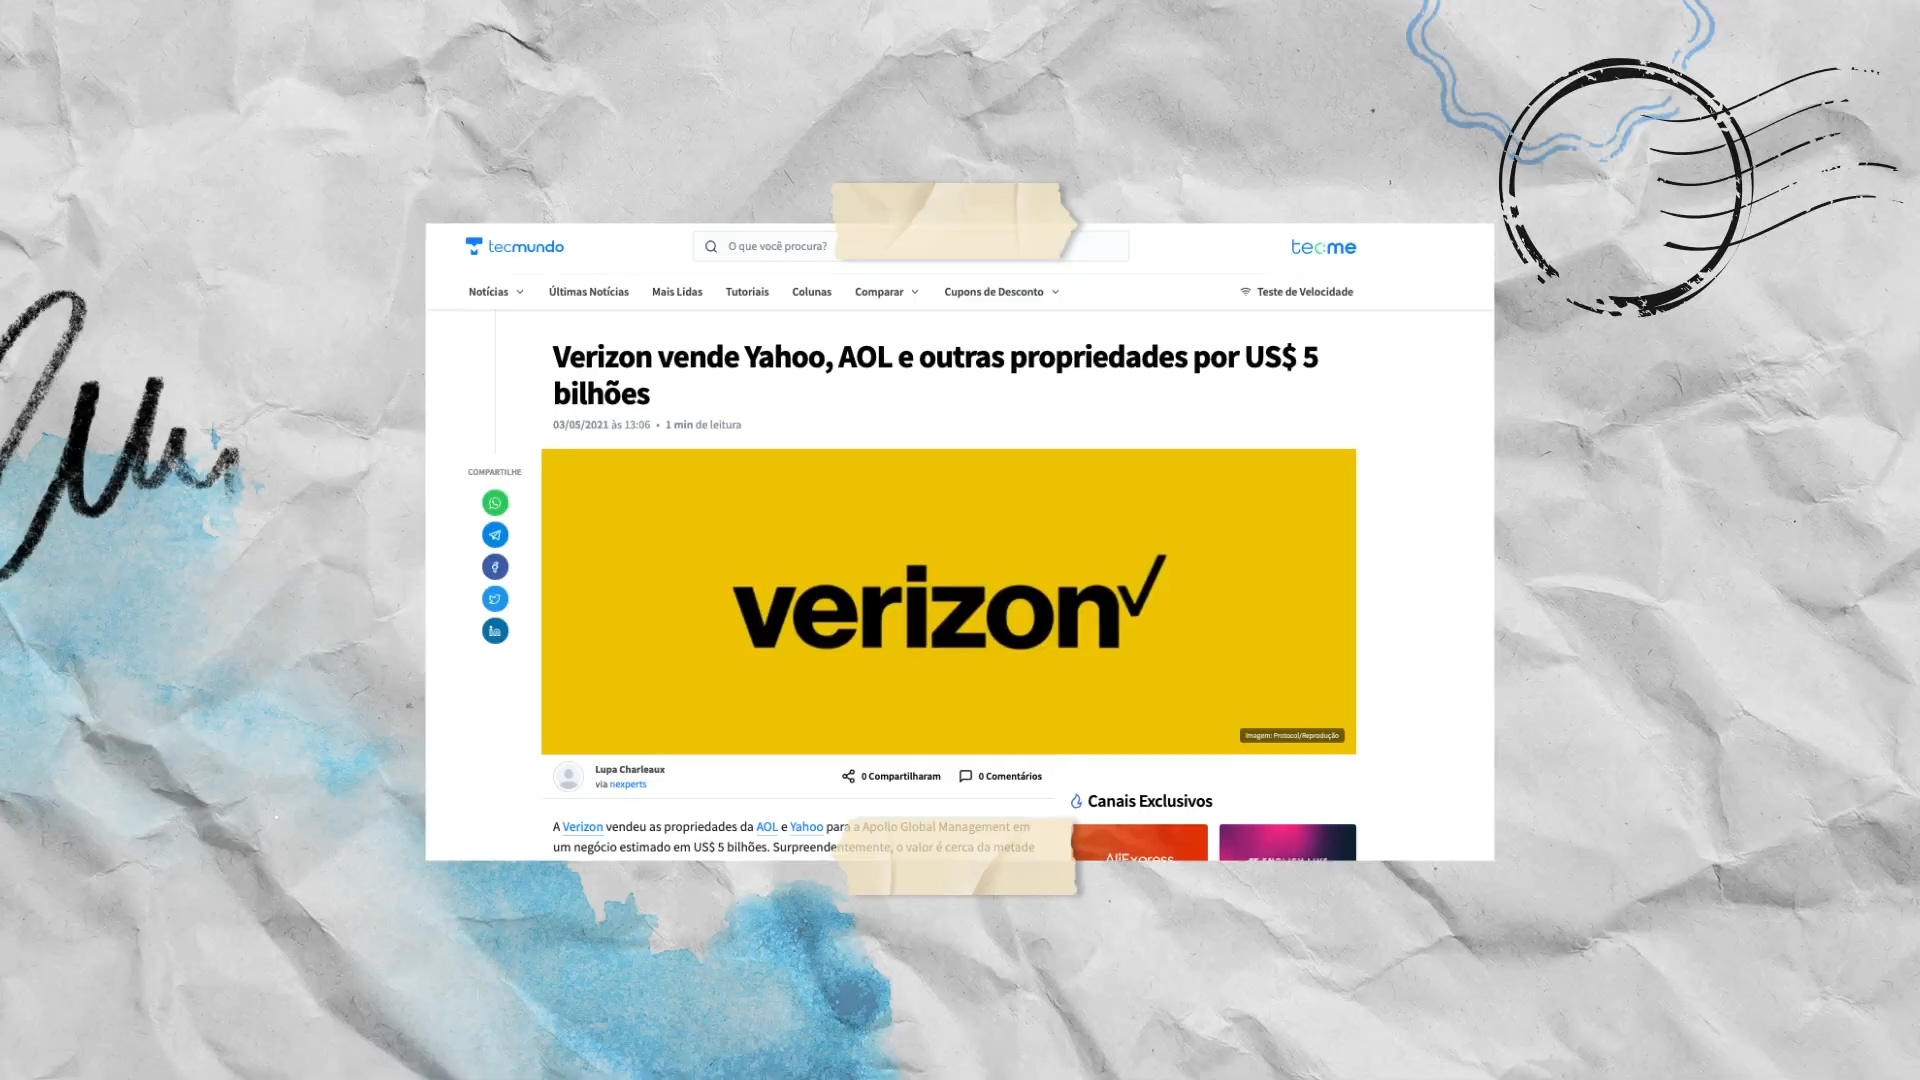 tecmundo
O que você procura?
tec:me
Notícias
Últimas Notícias
Mais Lidas
Tutoriais
Colunas
Comparar
Cupons de Desconto
Teste de Velocidade
Verizon vende Yahoo, AOL e outras propriedades por US$ 5
bilhões
03/05/2021 às 13:06 • 1 min de leitura
COMPARTILHE
verizon
Imagem: Protocol/Reprodução
Lupa Charleaux
via nexperts
0 Compartilharam
0 Comentários
A Verizon vendeu as propriedades da AOL e Yahoo para a Apollo Global Management em
um negócio estimado em US$ 5 bilhões. Surpreendentemente, o valor é cerca da metade
Canais Exclusivos
AliExpress